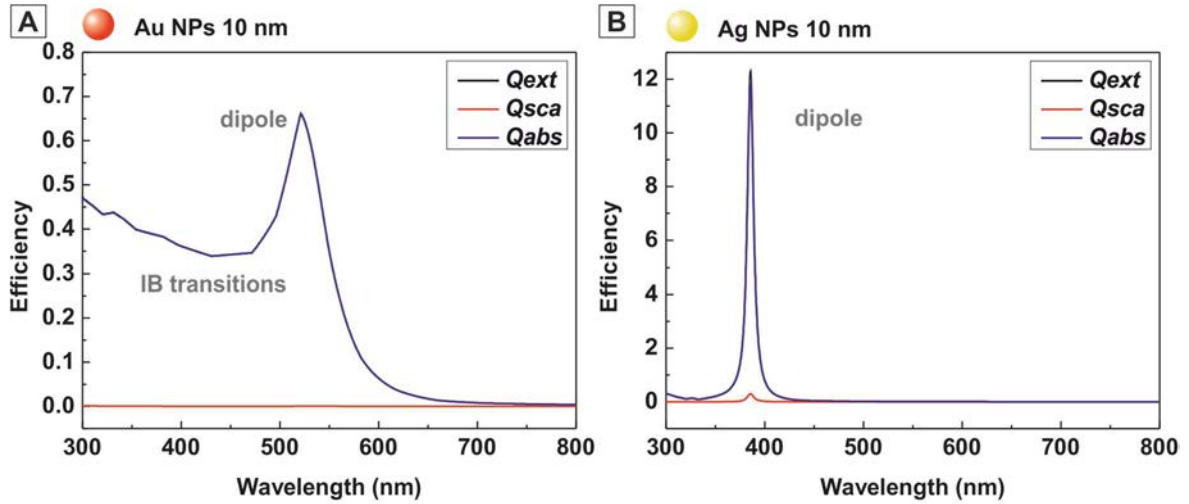 A Au NPs 10 nm
0.8
0.7
0.6
0.5
0.4
0.3
0.2
0.1
0.0
Efficiency
dipole
IB transitions
Qext
Qsca
Qabs
300 400 500 600 700 800
Wavelength (nm)
B Ag NPs 10 nm
12
10
8
6
4
2
0
Efficiency
dipole
Qext
Qsca
Qabs
300 400 500 600 700 800
Wavelength (nm)